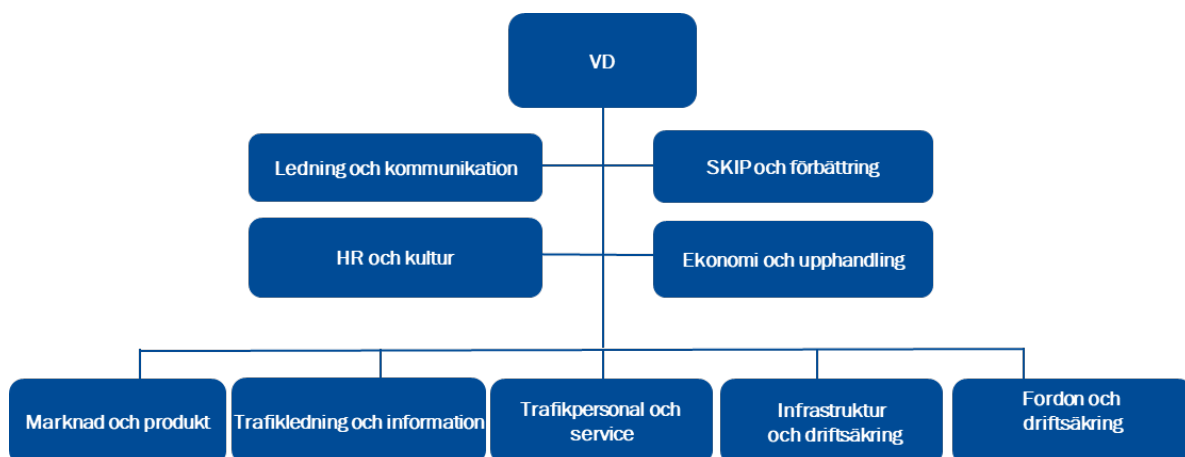 VD
Ledning och kommunikation
SKIP och förbättring
HR och kultur
Ekonomi och upphandling
Marknad och produkt
Trafikledning och information
Trafikpersonal och
service
Infrastruktur
och driftsäkring
Fordon och
driftsäkring